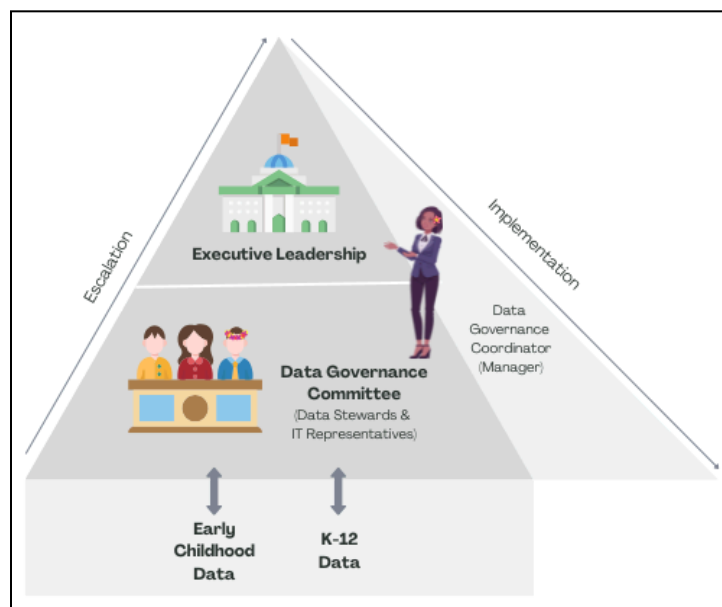 Escalation
Implementation
Executive Leadership
Data
Governance
Coordinator
(Manager)
Data Governance
Committee
(Data Stewards &
IT Representatives)
Early
Childhood
Data
K-12
Data